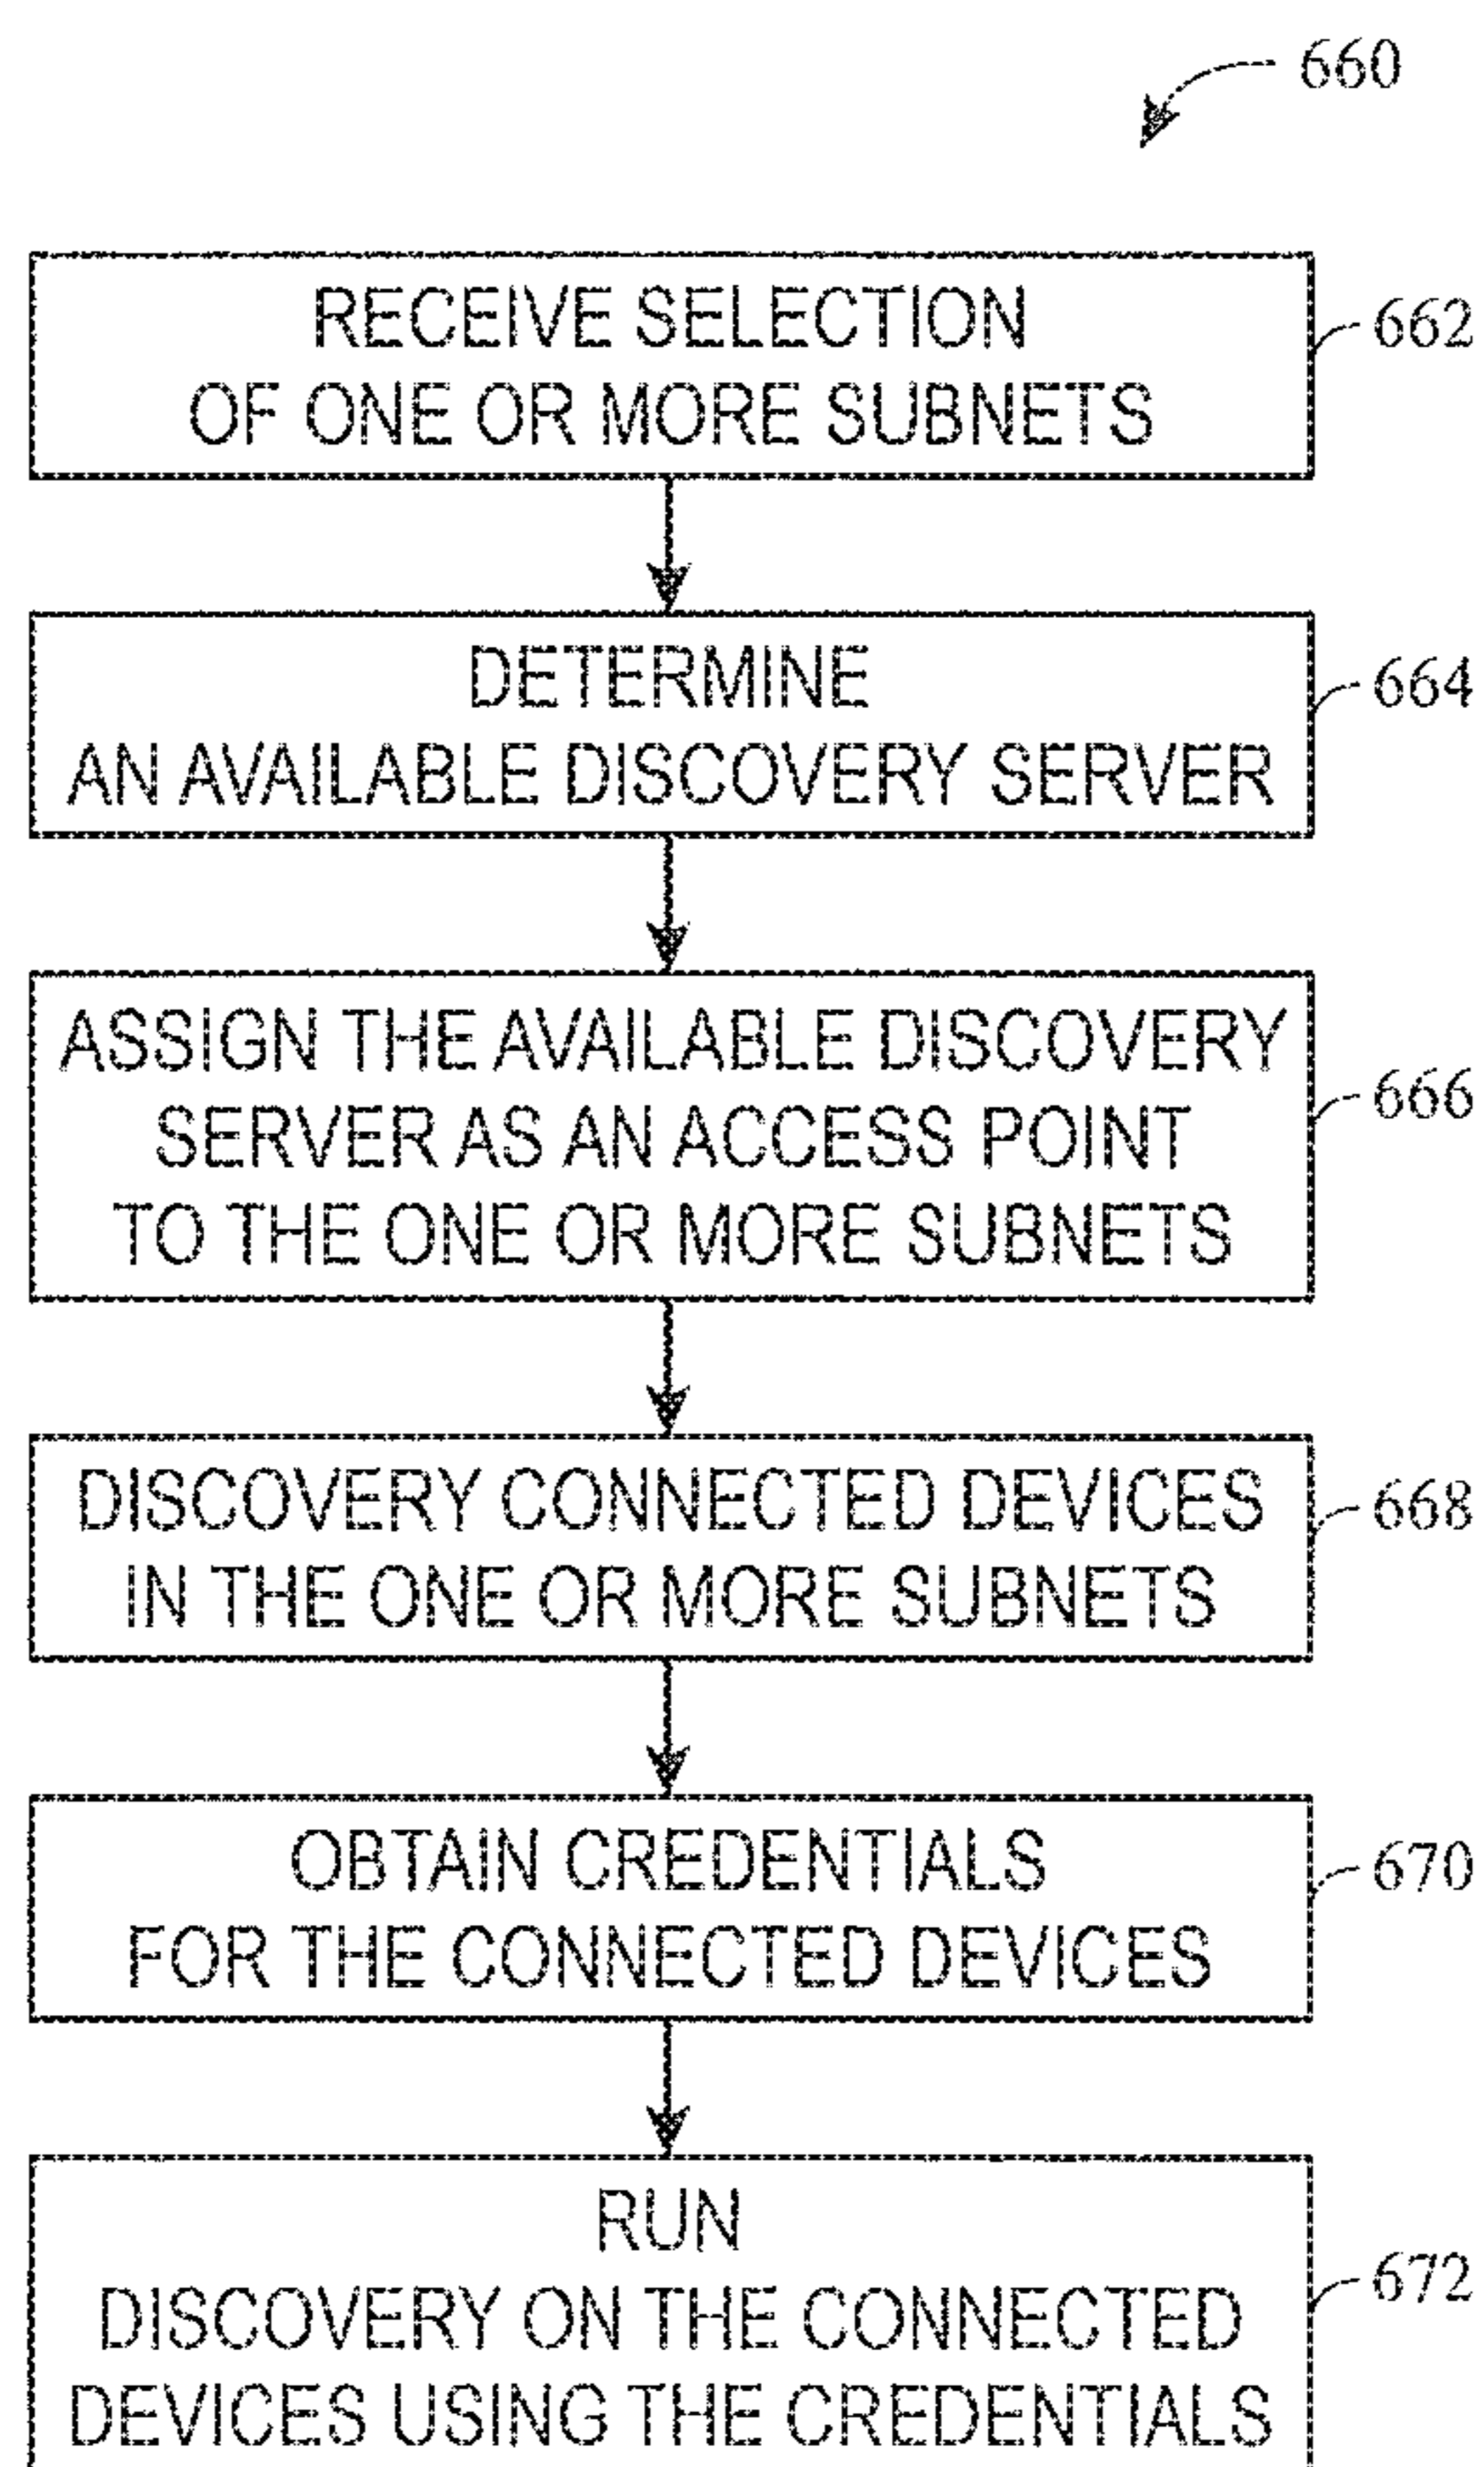 660
RECEIVE SELECTION
OF ONE OR MORE SUBNETS
662
DETERMINE
AN AVAILABLE DISCOVERY SERVER
664
ASSIGN THE AVAILABLE DISCOVERY
SERVER AS AN ACCESS POINT
TO THE ONE OR MORE SUBNETS
666
DISCOVERY CONNECTED DEVICES
IN THE ONE OR MORE SUBNETS
668
OBTAIN CREDENTIALS
FOR THE CONNECTED DEVICES
670
RUN
DISCOVERY ON THE CONNECTED
DEVICES USING THE CREDENTIALS
672